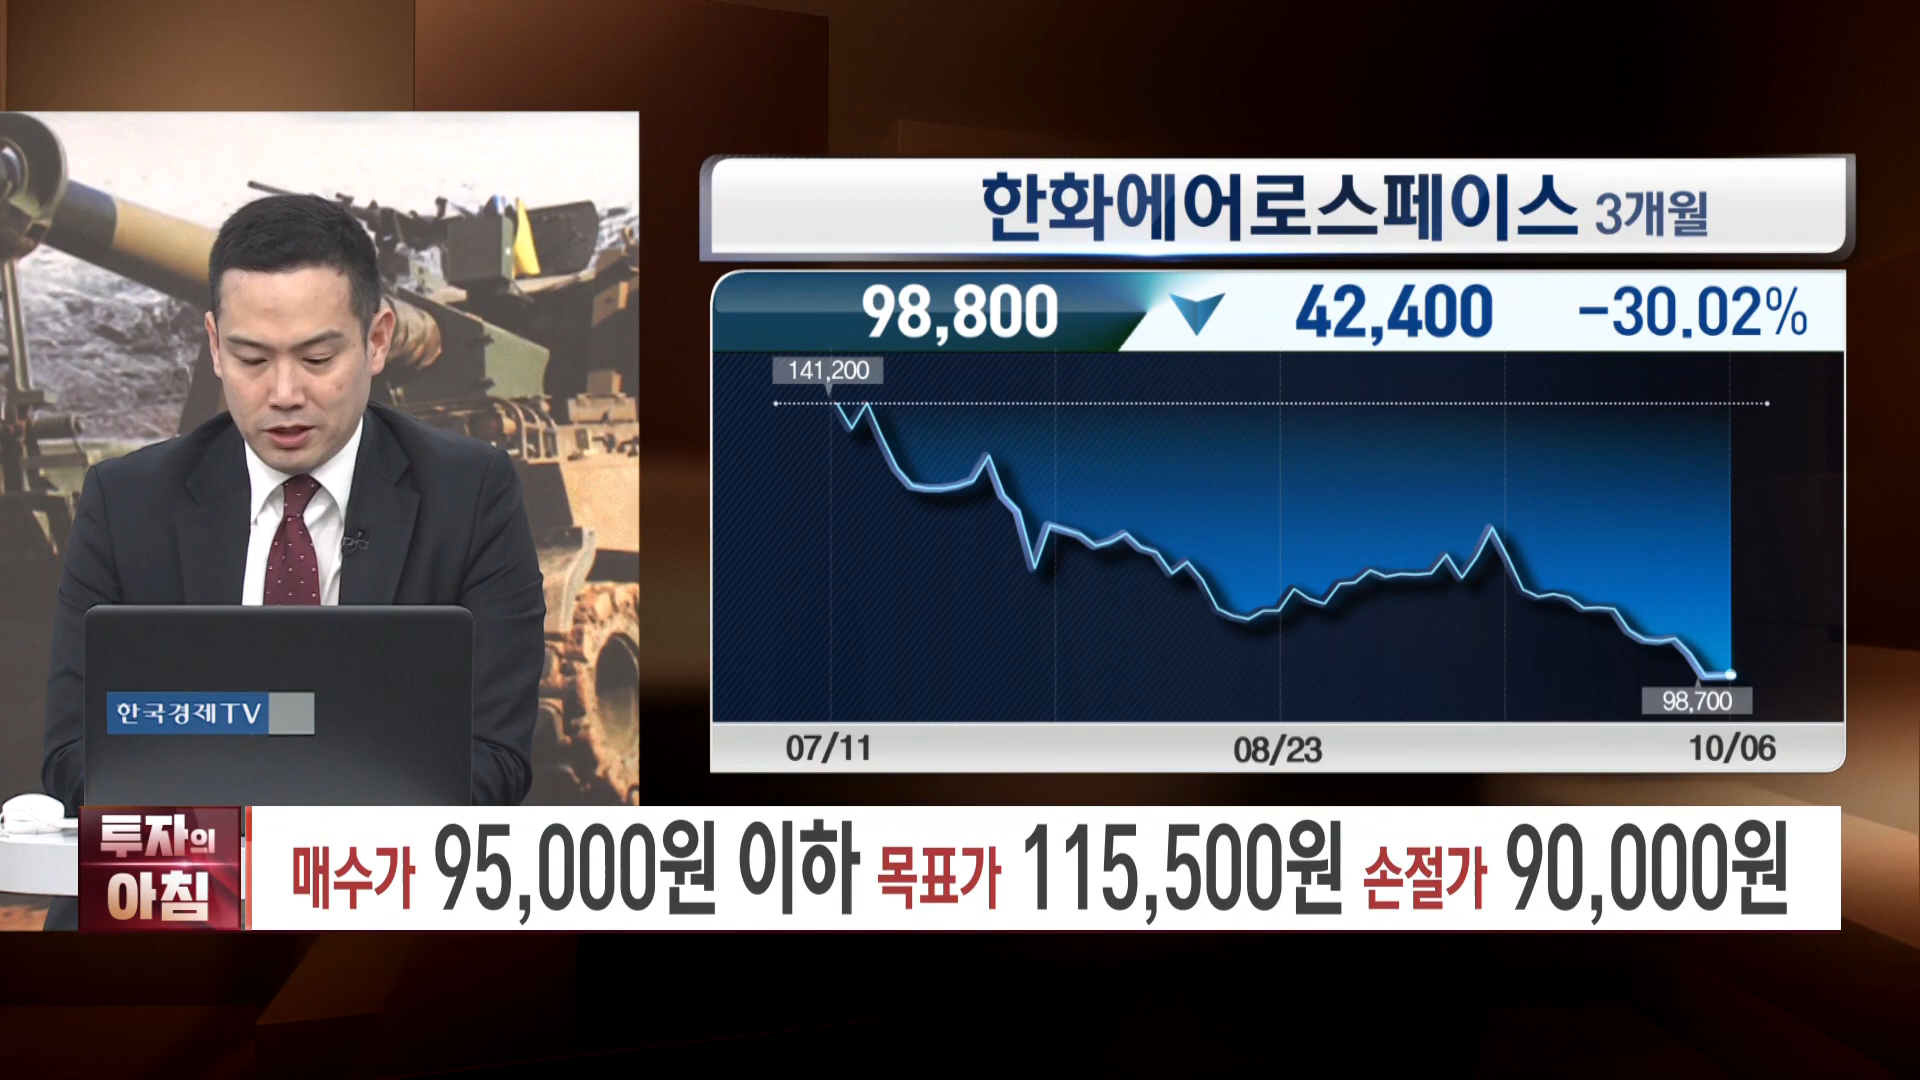 한화에어로스페이스 3개월
98,800 ▼ 42,400 -30.02%
141,200
98,700
07/11 08/23 10/06
한국경제TV
투자의
아침
매수가 95,000원 이하 목표가 115,500원 손절가 90,000원